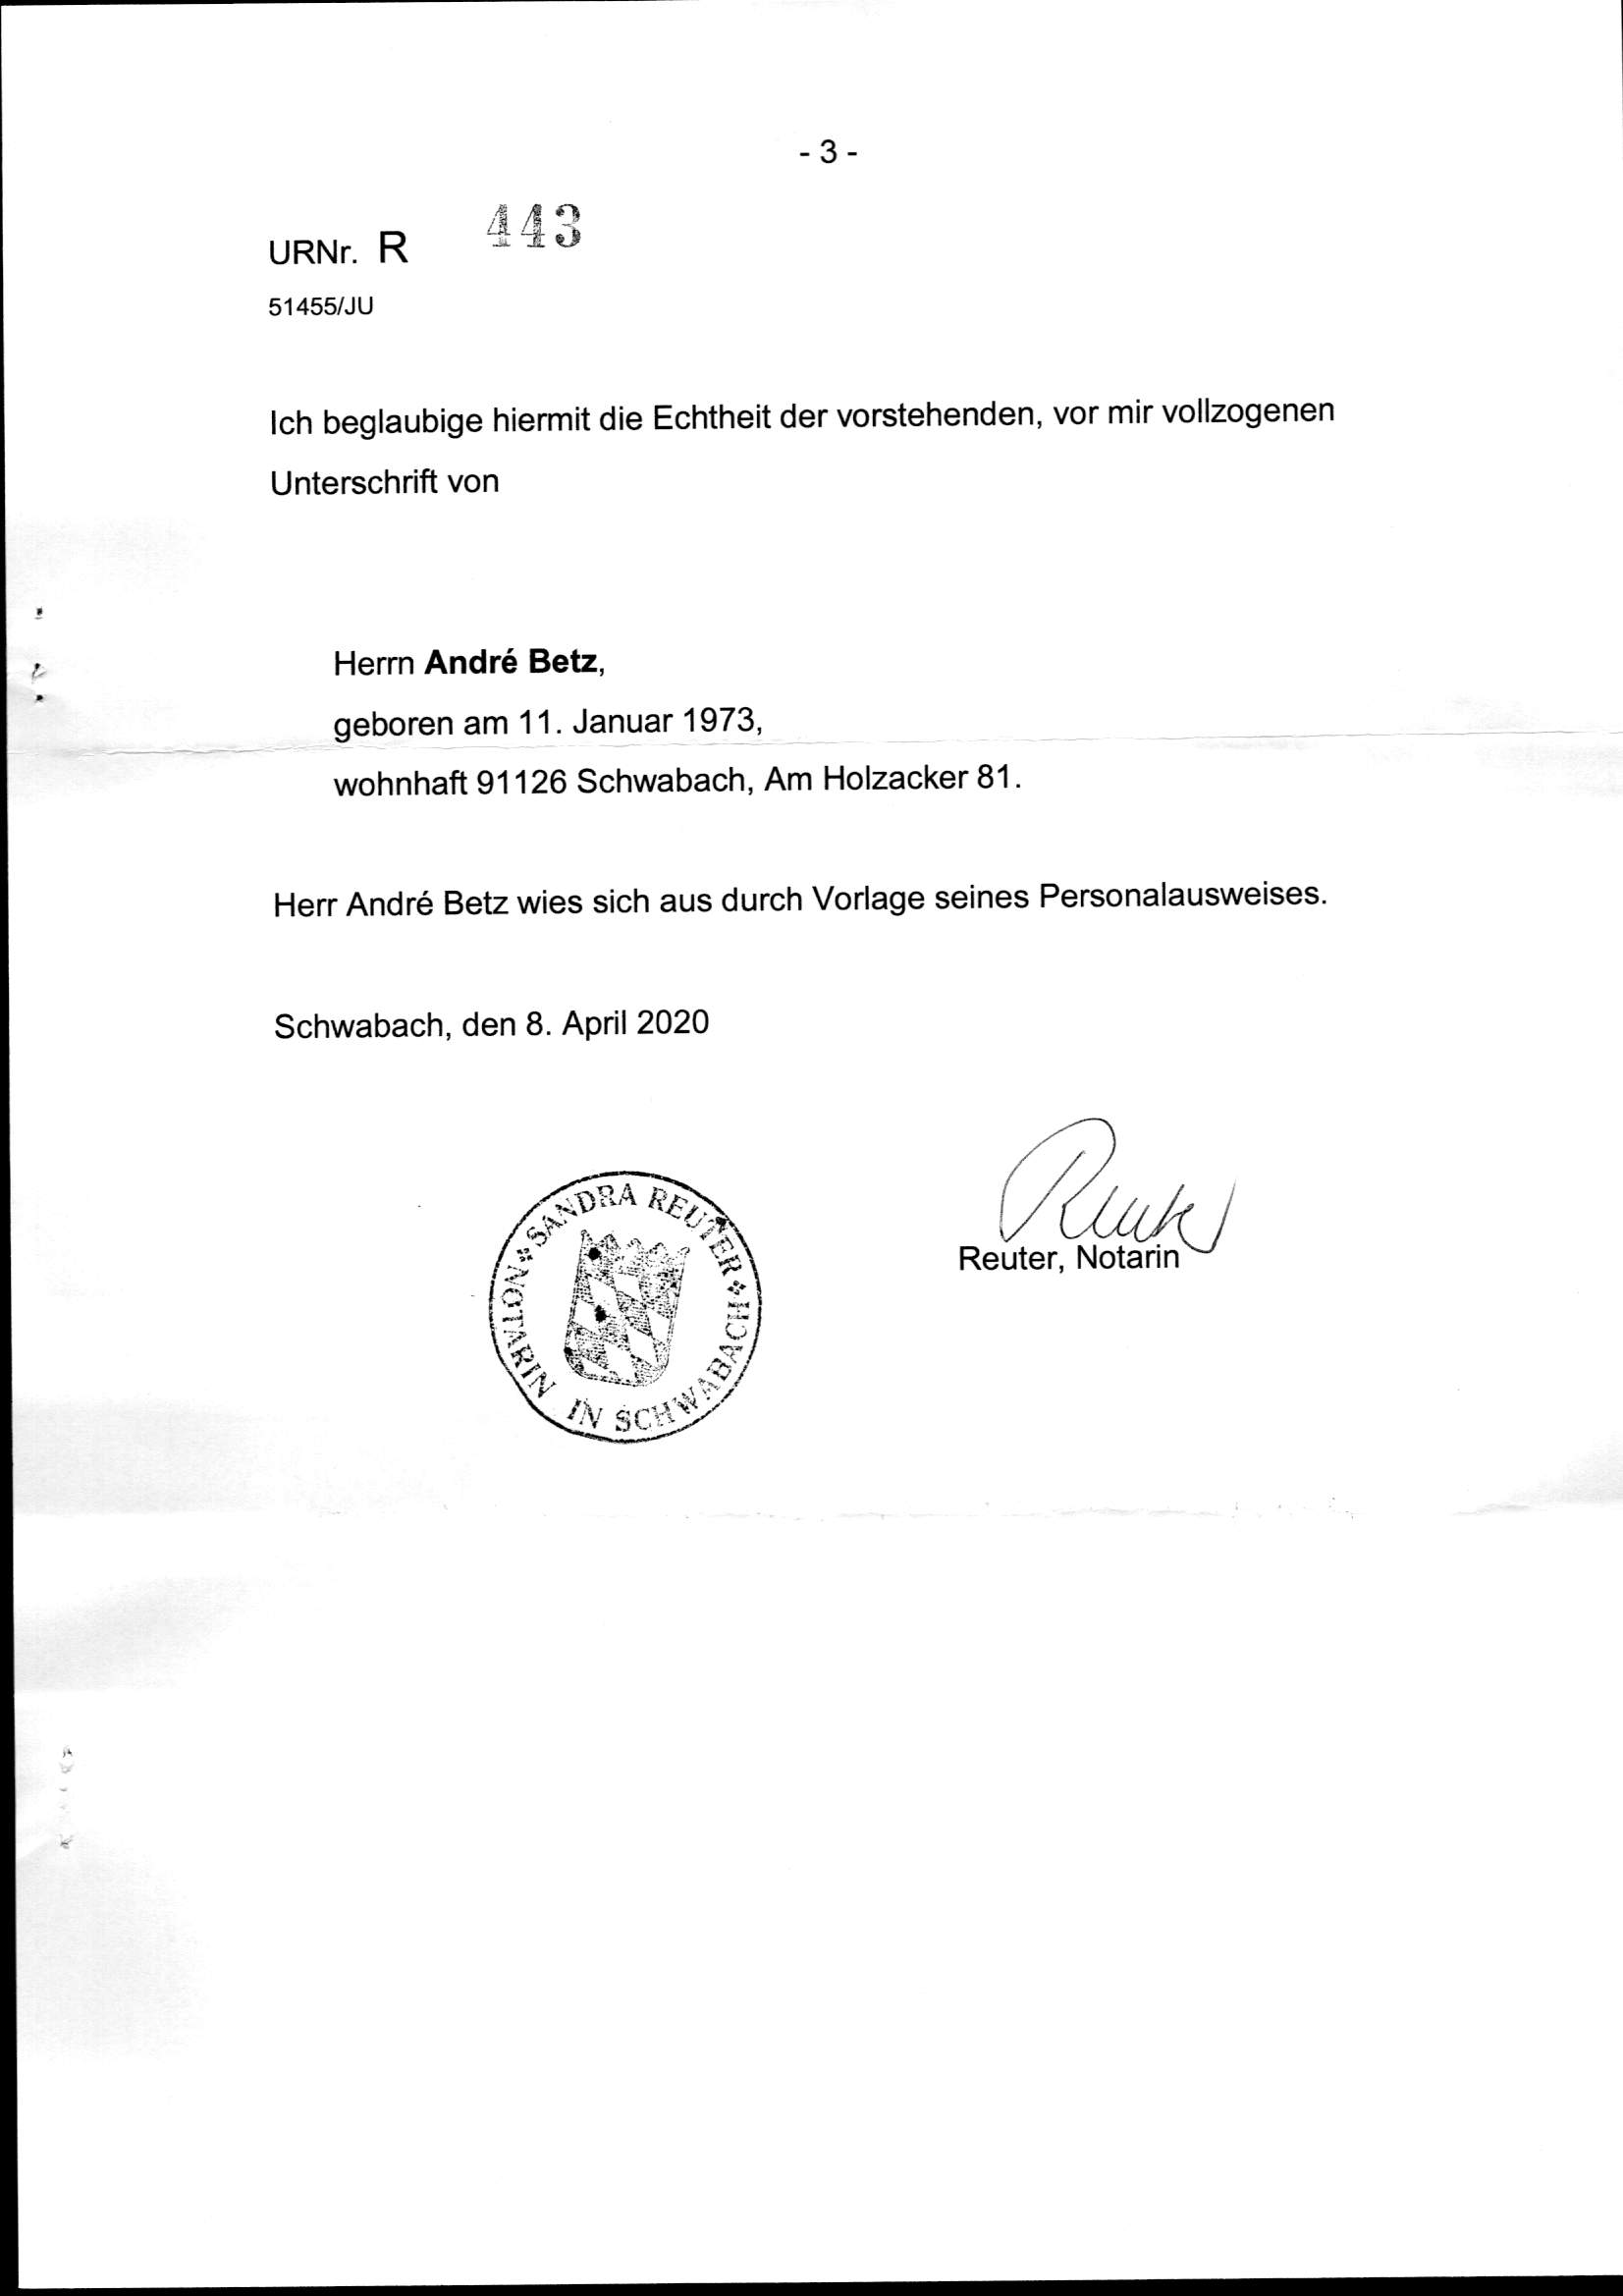 - 3 -
URNr. R 443
51455/JU
Ich beglaubige hiermit die Echtheit der vorstehenden, vor mir vollzogenen
Unterschrift von
Herrn André Betz,
geboren am 11. Januar 1973,
wohnhaft 91126 Schwabach, Am Holzacker 81.
Herr André Betz wies sich aus durch Vorlage seines Personalausweises.
Schwabach, den 8. April 2020
Reuter
Reuter, Notarin
SANDRA REUTER
NOTARIN IN SCHWABACH